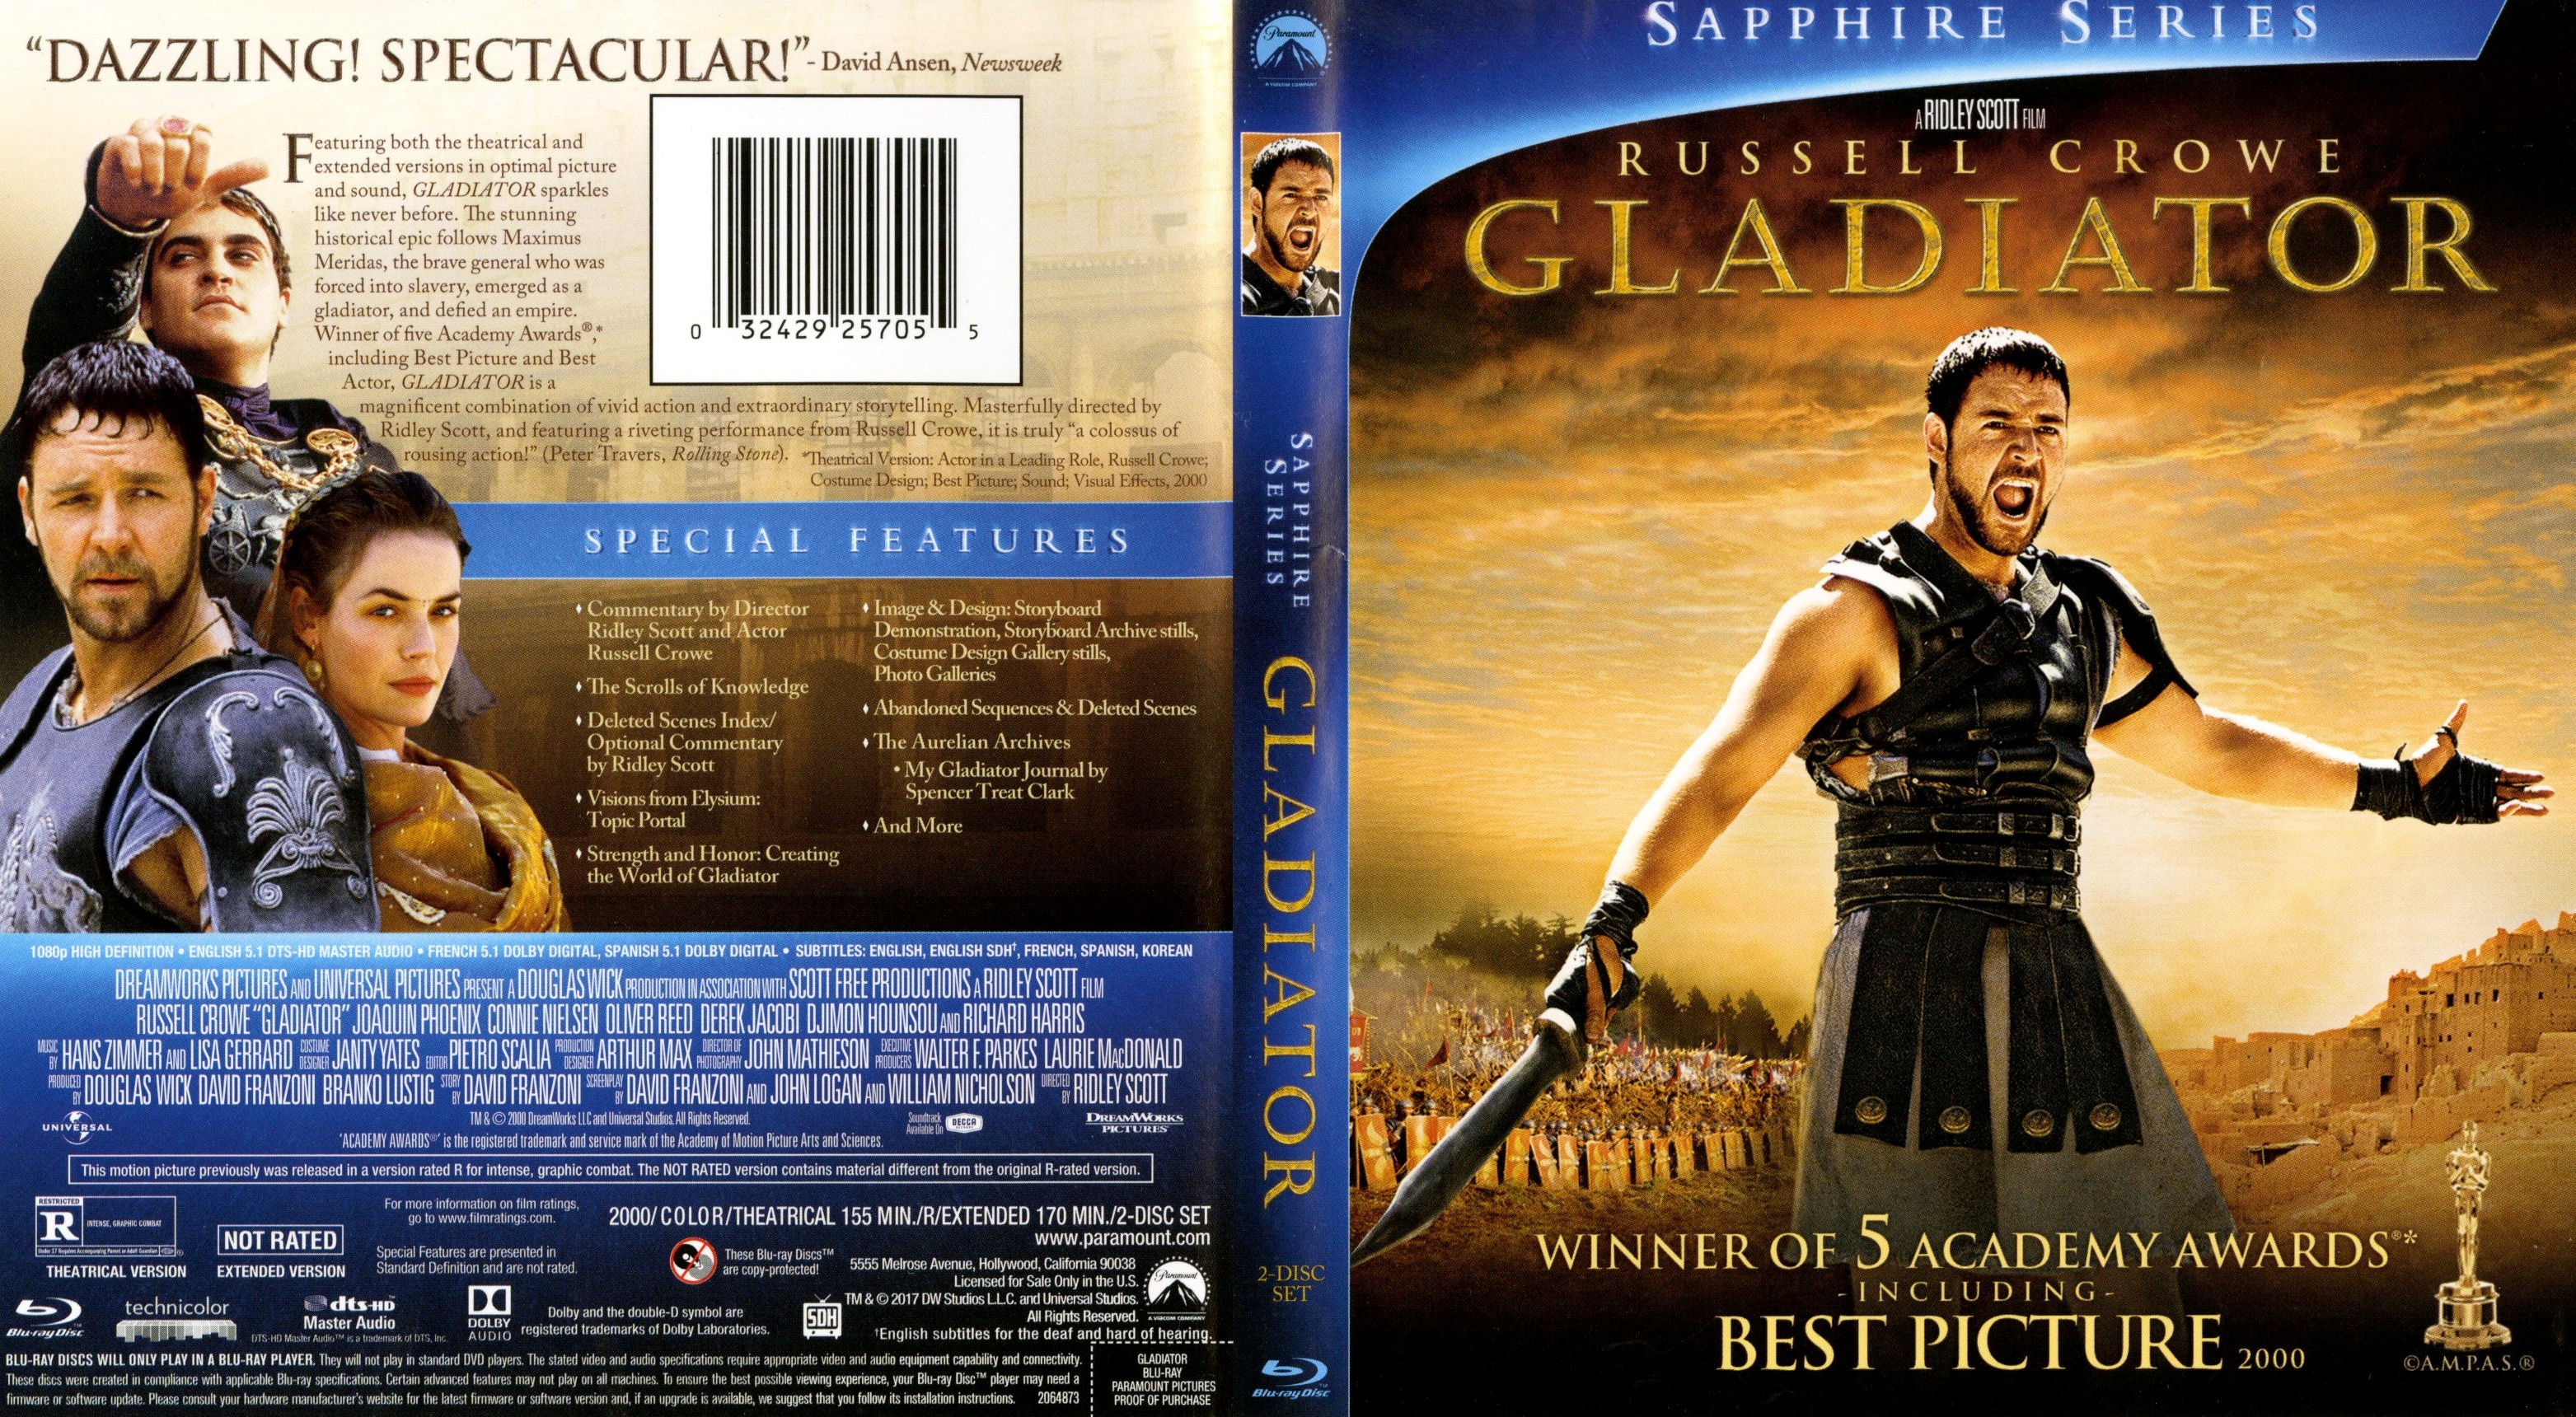 "DAZZLING! SPECTACULAR!" - David Ansen, Newsweek
Featuring both the theatrical and
extended versions in optimal picture
and sound, GLADIATOR sparkles
like never before. The stunning
historical epic follows Maximus
Meridas, the brave general who was
forced into slavery, emerged as a
gladiator, and defied an empire.
Winner of five Academy Awards®,*
including Best Picture and Best
Actor, GLADIATOR is a
magnificent combination of vivid action and extraordinary storytelling. Masterfully directed by
Ridley Scott, and featuring a riveting performance from Russell Crowe, it is truly "a colossus of
rousing action!" (Peter Travers, Rolling Stone).
*Theatrical Version: Actor in a Leading Role, Russell Crowe;
Costume Design; Best Picture; Sound; Visual Effects, 2000
0 32429 25705 5
SPECIAL FEATURES
♦ Commentary by Director
Ridley Scott and Actor
Russell Crowe
♦ The Scrolls of Knowledge
♦ Deleted Scenes Index/
Optional Commentary
by Ridley Scott
♦ Visions from Elysium:
Topic Portal
♦ Strength and Honor: Creating
the World of Gladiator
♦ Image & Design: Storyboard
Demonstration, Storyboard Archive stills,
Costume Design Gallery stills,
Photo Galleries
♦ Abandoned Sequences & Deleted Scenes
♦ The Aurelian Archives
• My Gladiator Journal by
Spencer Treat Clark
♦ And More
1080p HIGH DEFINITION • ENGLISH 5.1 DTS-HD MASTER AUDIO • FRENCH 5.1 DOLBY DIGITAL, SPANISH 5.1 DOLBY DIGITAL • SUBTITLES: ENGLISH, ENGLISH SDH†, FRENCH, SPANISH, KOREAN
DREAMWORKS PICTURES AND UNIVERSAL PICTURES PRESENT A DOUGLAS WICK PRODUCTION IN ASSOCIATION WITH SCOTT FREE PRODUCTIONS A RIDLEY SCOTT FILM
RUSSELL CROWE "GLADIATOR" JOAQUIN PHOENIX CONNIE NIELSEN OLIVER REED DEREK JACOBI DJIMON HOUNSOU AND RICHARD HARRIS
MUSIC BY HANS ZIMMER AND LISA GERRARD COSTUME DESIGNER JANTY YATES EDITOR PIETRO SCALIA PRODUCTION DESIGNER ARTHUR MAX DIRECTOR OF PHOTOGRAPHY JOHN MATHIESON EXECUTIVE PRODUCERS WALTER F. PARKES LAURIE MacDONALD
PRODUCED BY DOUGLAS WICK DAVID FRANZONI BRANKO LUSTIG STORY BY DAVID FRANZONI SCREENPLAY BY DAVID FRANZONI AND JOHN LOGAN AND WILLIAM NICHOLSON DIRECTED BY RIDLEY SCOTT
UNIVERSAL
TM & © 2000 DreamWorks LLC and Universal Studios. All Rights Reserved.
'ACADEMY AWARDS®' is the registered trademark and service mark of the Academy of Motion Picture Arts and Sciences.
Soundtrack
Available On
DECCA
DREAMWORKS
PICTURES
This motion picture previously was released in a version rated R for intense, graphic combat. The NOT RATED version contains material different from the original R-rated version.
RESTRICTED
R
INTENSE, GRAPHIC COMBAT
Under 17 Requires Accompanying Parent or Adult Guardian
THEATRICAL VERSION
NOT RATED
EXTENDED VERSION
For more information on film ratings,
go to www.filmratings.com.
Special Features are presented in
Standard Definition and are not rated.
2000/COLOR/THEATRICAL 155 MIN./R/EXTENDED 170 MIN./2-DISC SET
www.paramount.com
These Blu-ray Discs™
are copy-protected!
5555 Melrose Avenue, Hollywood, California 90038
Licensed for Sale Only in the U.S.
TM & © 2017 DW Studios L.L.C. and Universal Studios.
All Rights Reserved.
Paramount
A VIACOM COMPANY
Blu-ray Disc
technicolor
dts-HD
Master Audio
DTS-HD Master Audio™ is a trademark of DTS, Inc.
DOLBY
AUDIO
Dolby and the double-D symbol are
registered trademarks of Dolby Laboratories.
SDH
†English subtitles for the deaf and hard of hearing.
BLU-RAY DISCS WILL ONLY PLAY IN A BLU-RAY PLAYER. They will not play in standard DVD players. The stated video and audio specifications require appropriate video and audio equipment capability and connectivity.
These discs were created in compliance with applicable Blu-ray specifications. Certain advanced features may not play on all machines. To ensure the best possible viewing experience, your Blu-ray Disc™ player may need a
firmware or software update. Please consult your hardware manufacturer's website for the latest firmware or software version and, if an upgrade is available, we suggest that you follow its installation instructions. 2064873
GLADIATOR
BLU-RAY
PARAMOUNT PICTURES
PROOF OF PURCHASE
Paramount
A VIACOM COMPANY
SAPPHIRE
SERIES
GLADIATOR
2-DISC
SET
Blu-ray Disc
SAPPHIRE SERIES
A RIDLEY SCOTT FILM
RUSSELL CROWE
GLADIATOR
WINNER OF 5 ACADEMY AWARDS®*
-INCLUDING-
BEST PICTURE 2000
©A.M.P.A.S.®